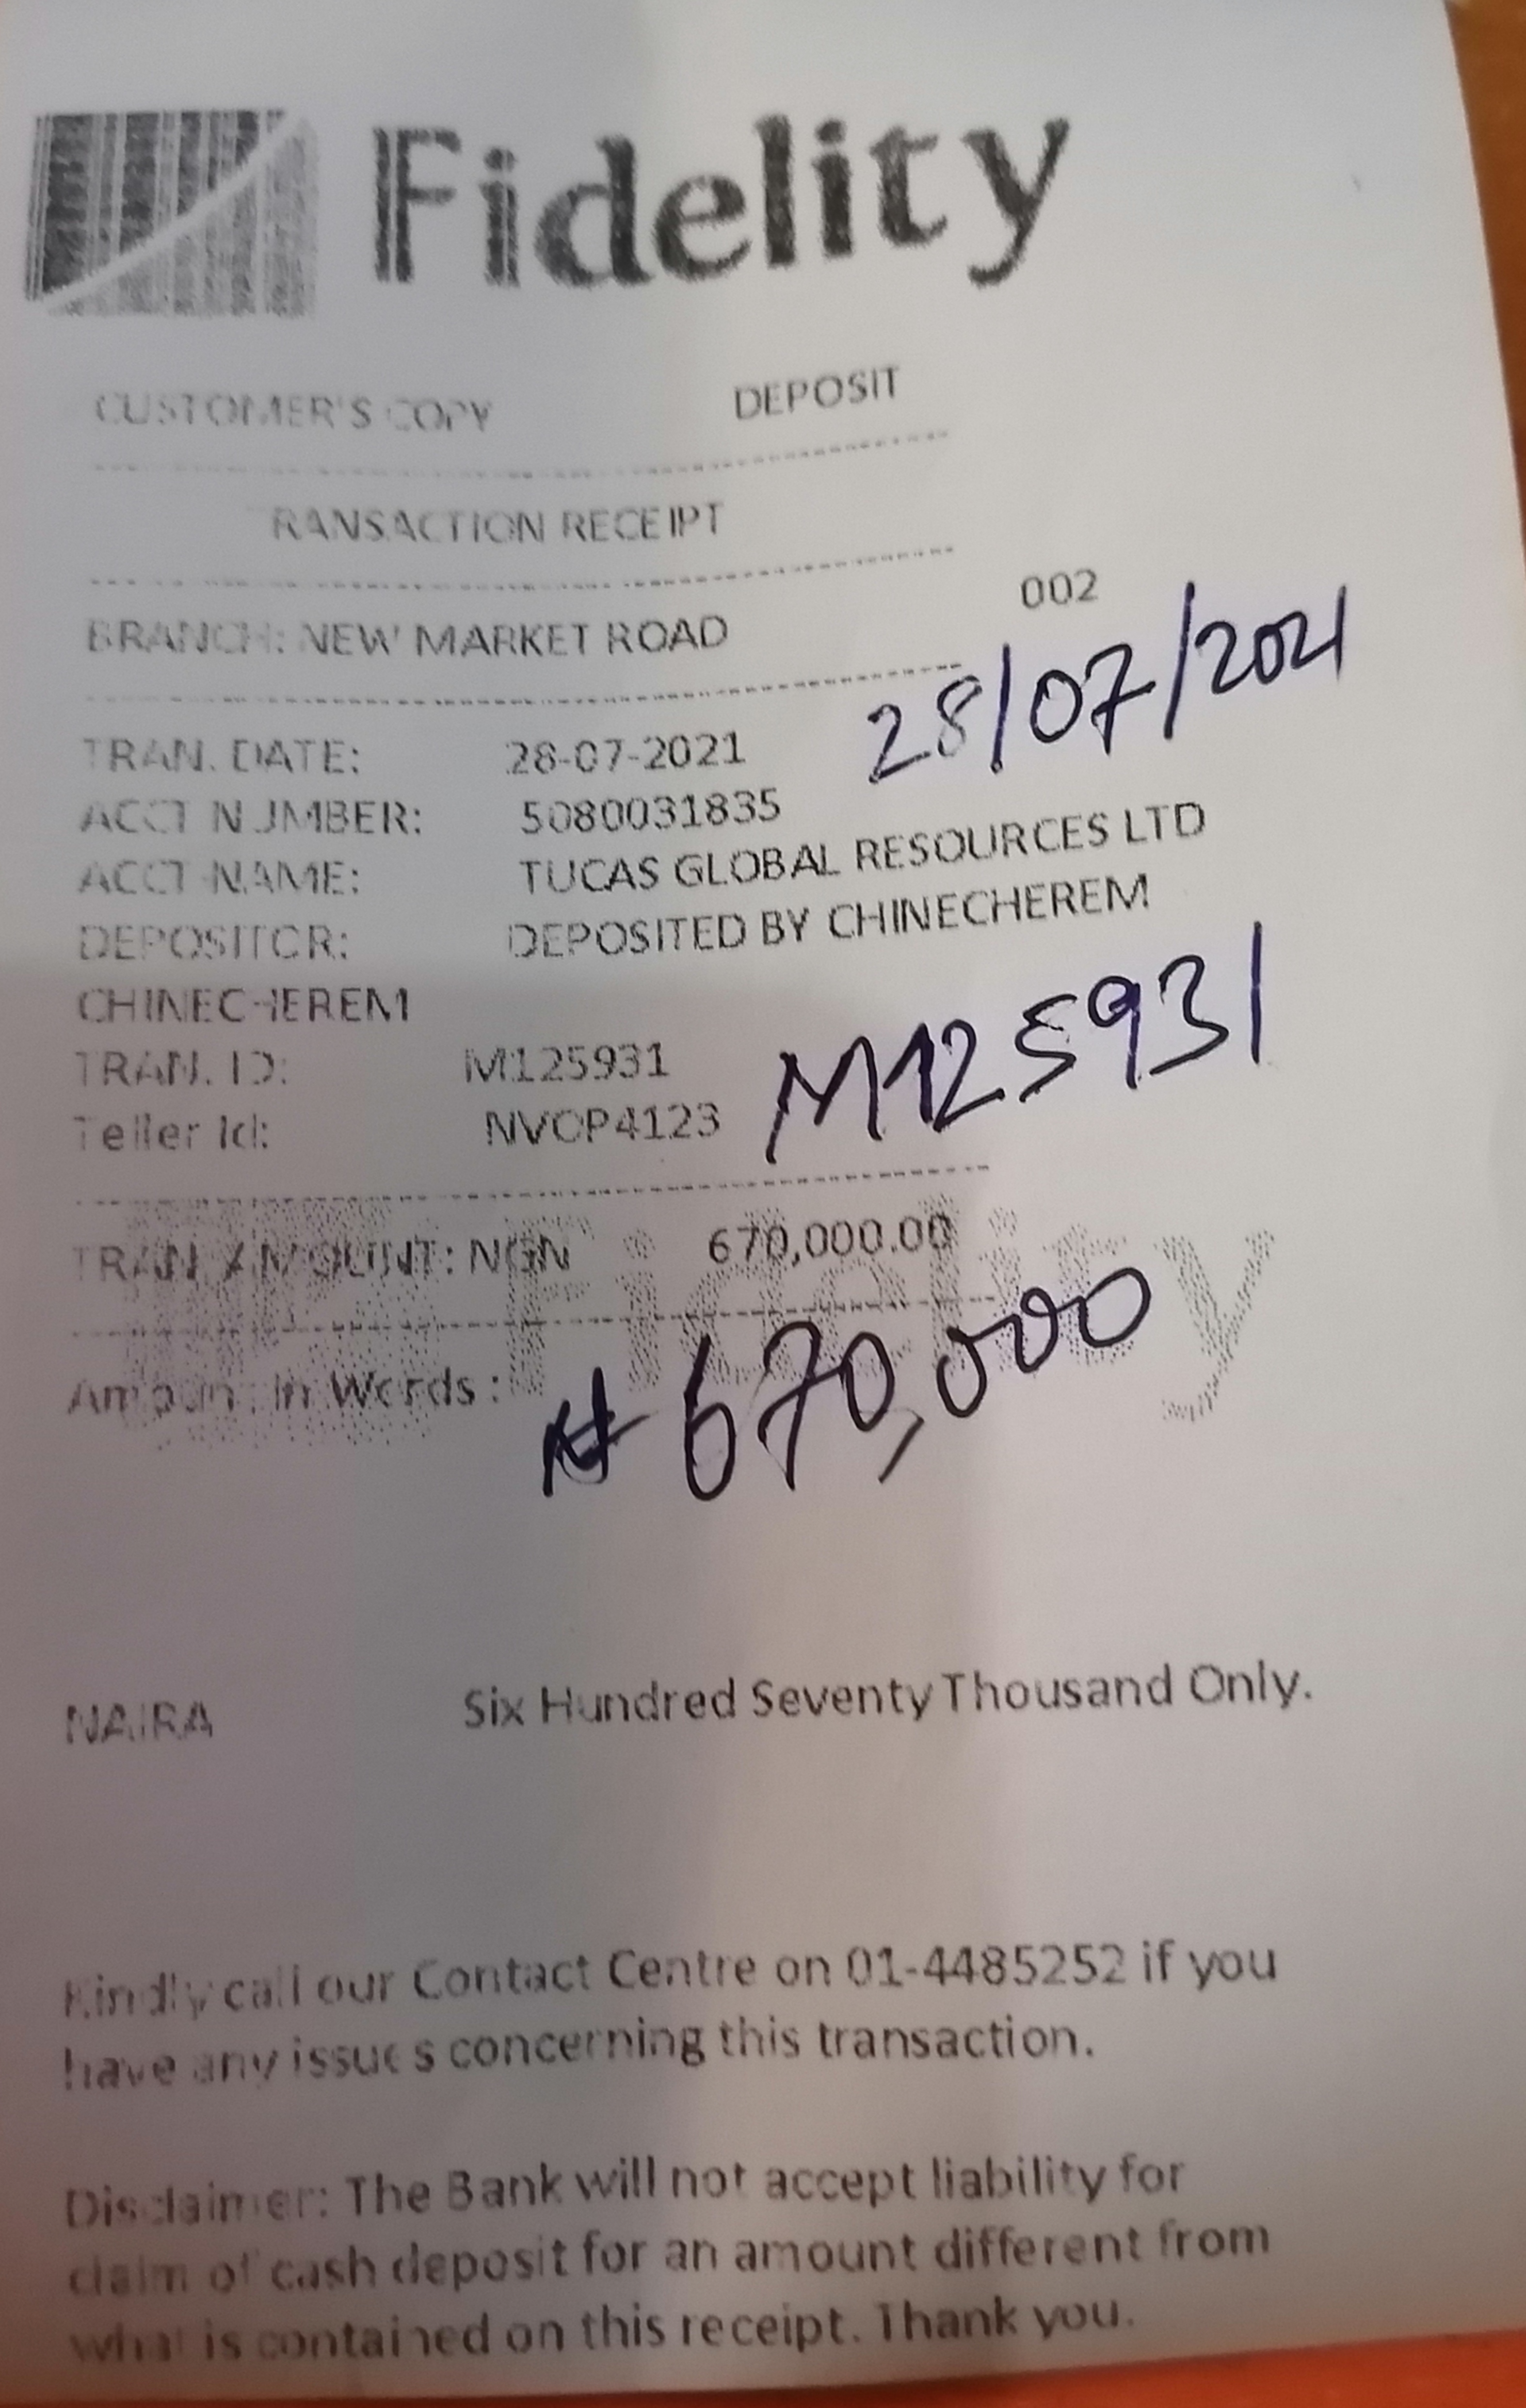 Fidelity
CUSTOMER'S COPY DEPOSIT
RANSACTION RECEIPT
002
BRANCH: NEW MARKET ROAD
28/07/2021
TRAN. DATE: 28-07-2021
ACCT NUMBER: 5080031835
ACCT NAME: TUCAS GLOBAL RESOURCES LTD
DEPOSITOR: DEPOSITED BY CHINECHEREM
CHINECHEREM
TRAN. ID: M125931 M125931
Teller Id: NVOP4123
Fidelity
TRAN. AMOUNT: NGN 670,000.00
Amount In Words :
₦ 670,000
NAIRA Six Hundred Seventy Thousand Only.
Kindly call our Contact Centre on 01-4485252 if you
have any issues concerning this transaction.
Disclaimer: The Bank will not accept liability for
claim of cash deposit for an amount different from
what is contained on this receipt. Thank you.